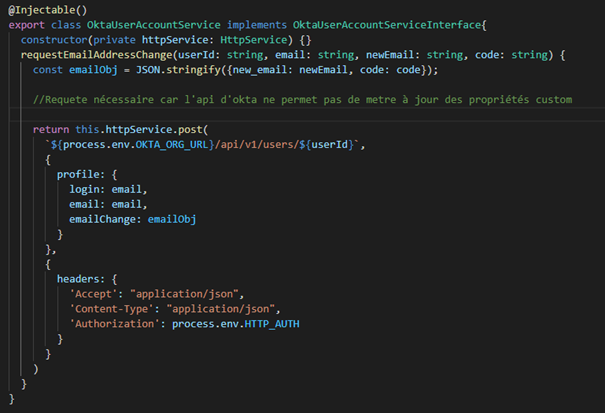 @Injectable()
export class OktaUserAccountService implements OktaUserAccountServiceInterface{
constructor(private httpService: HttpService) {}
requestEmailAddressChange(userId: string, email: string, newEmail: string, code: string) {
const emailObj = JSON.stringify({new_email: newEmail, code: code});
//Requete nécessaire car l'api d'okta ne permet pas de metre à jour des propriétés custom
return this.httpService.post(
`${process.env.OKTA_ORG_URL}/api/v1/users/${userId}`,
{
profile: {
login: email,
email: email,
emailChange: emailObj
}
},
{
headers: {
'Accept': "application/json",
'Content-Type': "application/json",
'Authorization': process.env.HTTP_AUTH
}
}
)
}
}